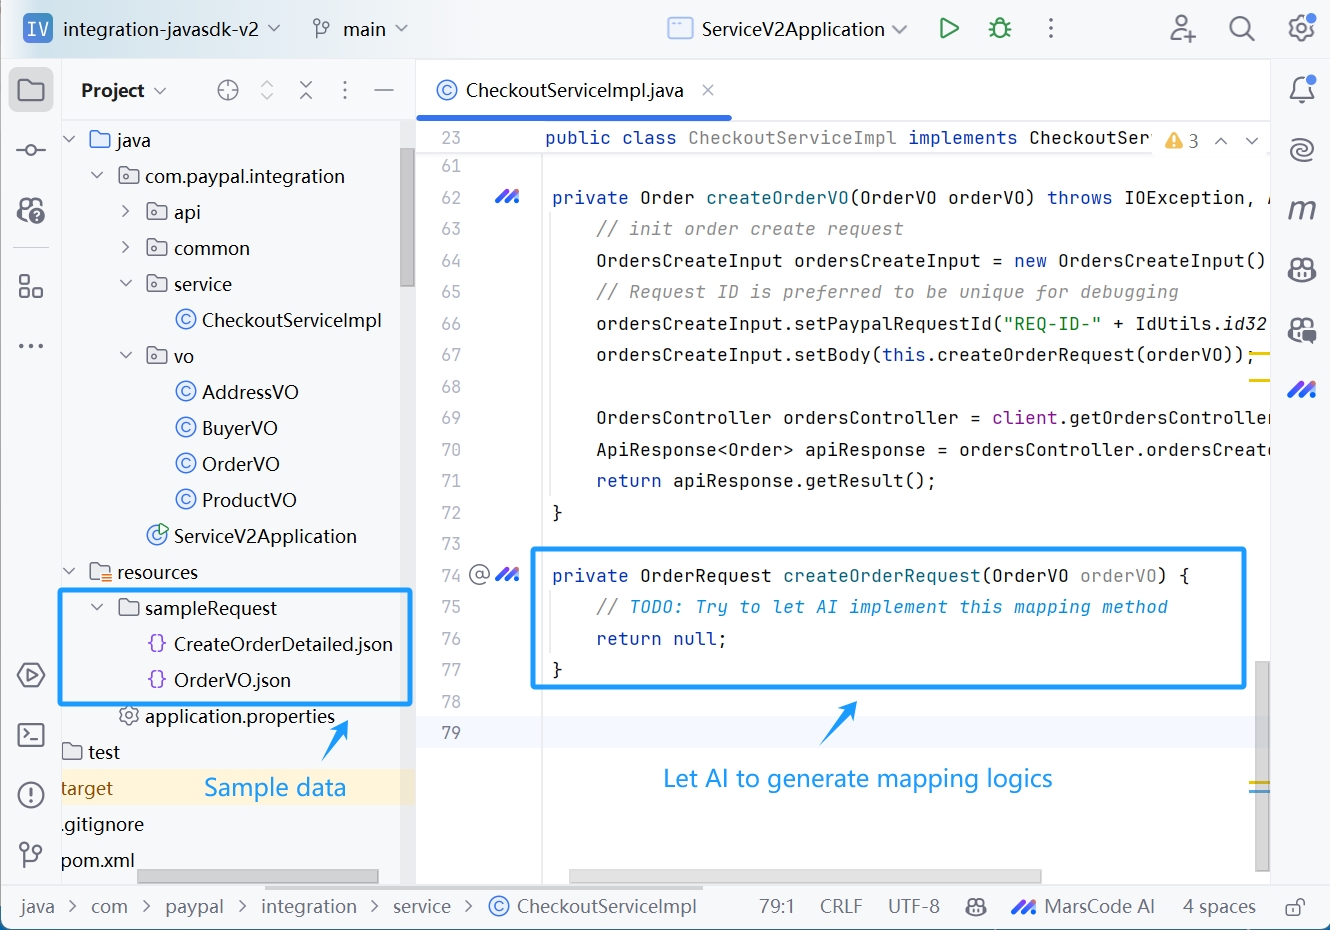 IV integration-javasdk-v2 main ServiceV2Application
Project
CheckoutServiceImpl.java
java
com.paypal.integration
api
common
service
CheckoutServiceImpl
vo
AddressVO
BuyerVO
OrderVO
ProductVO
ServiceV2Application
resources
sampleRequest
CreateOrderDetailed.json
OrderVO.json
application.properties
test
target
Sample data
.gitignore
pom.xml
23 public class CheckoutServiceImpl implements CheckoutSer 3
61
62 private Order createOrderVO(OrderVO orderVO) throws IOException, A
63 // init order create request
64 OrdersCreateInput ordersCreateInput = new OrdersCreateInput()
65 // Request ID is preferred to be unique for debugging
66 ordersCreateInput.setPaypalRequestId("REQ-ID-" + IdUtils.id32
67 ordersCreateInput.setBody(this.createOrderRequest(orderVO));
68
69 OrdersController ordersController = client.getOrdersController
70 ApiResponse<Order> apiResponse = ordersController.ordersCreate
71 return apiResponse.getResult();
72 }
73
74 @ private OrderRequest createOrderRequest(OrderVO orderVO) {
75 // TODO: Try to let AI implement this mapping method
76 return null;
77 }
78
79
Let AI to generate mapping logics
m
java > com > paypal > integration > service > CheckoutServiceImpl 79:1 CRLF UTF-8 MarsCode AI 4 spaces